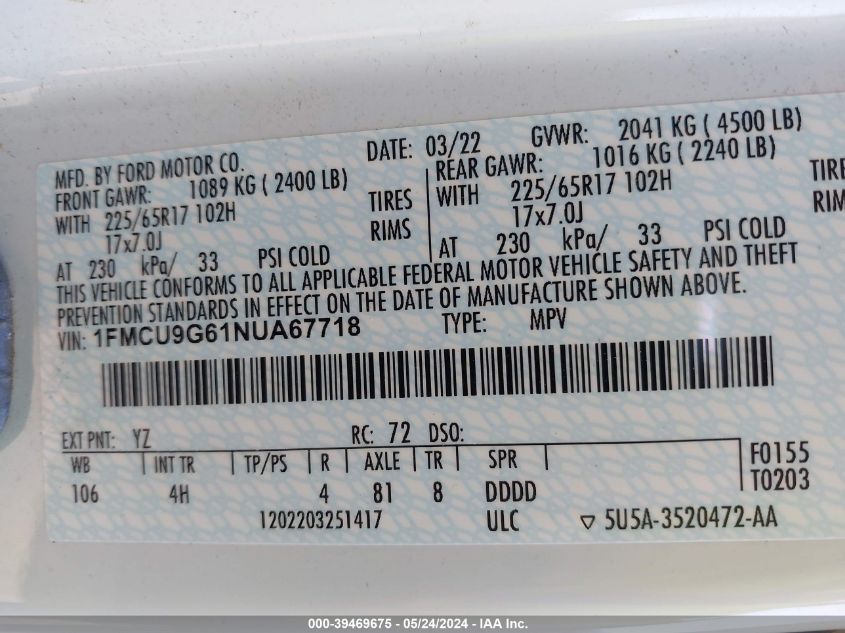 MFD. BY FORD MOTOR CO. DATE: 03/22 GVWR: 2041 KG ( 4500 LB)
FRONT GAWR: 1089 KG ( 2400 LB) REAR GAWR: 1016 KG ( 2240 LB)
WITH 225/65R17 102H TIRES WITH 225/65R17 102H TIRE
17x7.0J RIMS 17x7.0J RIM
AT 230 kPa/ 33 PSI COLD AT 230 kPa/ 33 PSI COLD
THIS VEHICLE CONFORMS TO ALL APPLICABLE FEDERAL MOTOR VEHICLE SAFETY AND THEFT
PREVENTION STANDARDS IN EFFECT ON THE DATE OF MANUFACTURE SHOWN ABOVE.
VIN: 1FMCU9G61NUA67718 TYPE: MPV
EXT PNT: YZ RC: 72 DSO:
WB INT TR TP/PS R AXLE TR SPR F0155
106 4H 4 81 8 DDDD T0203
1202203251417 ULC ▽ 5U5A-3520472-AA
000-39469675 / 05/24/2024 - IAA Inc.